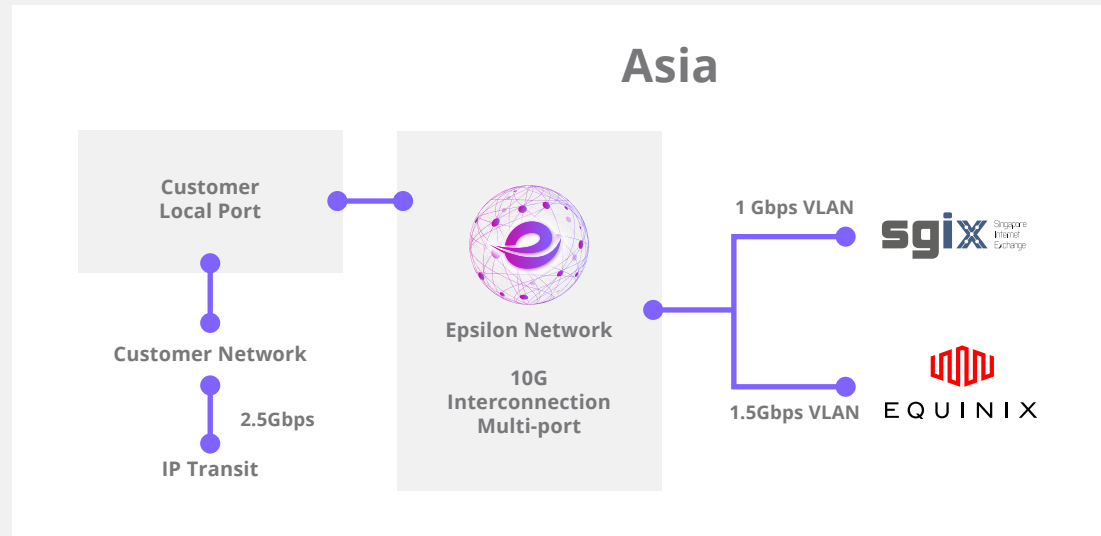 Asia
Customer
Local Port
Customer Network
2.5Gbps
IP Transit
Epsilon Network
10G
Interconnection
Multi-port
1 Gbps VLAN
sgix
Singapore
Internet
Exchange
1.5Gbps VLAN
EQUINIX